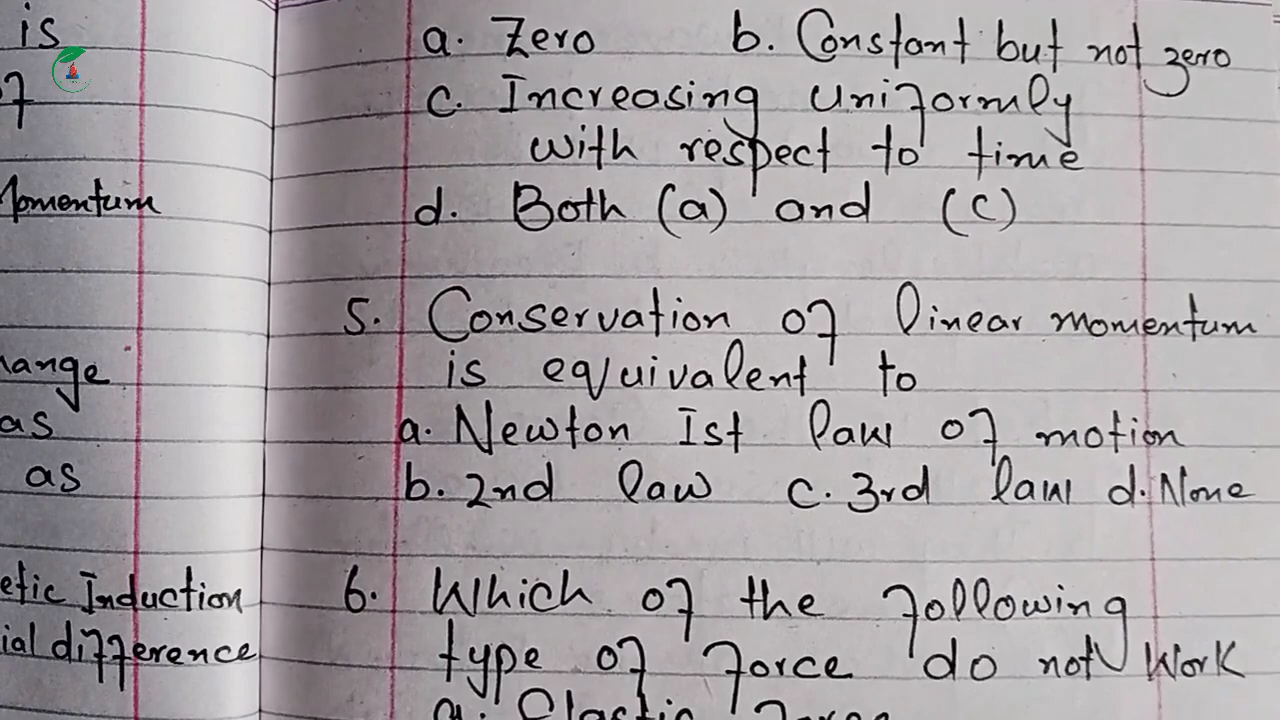 is
Momentum
as
as
etic Induction
ial difference
a. Zero b. Constant but not zero
c. Increasing uniformly
with respect to time
d. Both (a) and (c)
5. Conservation of linear momentum
is equivalent to
a. Newton Ist law of motion
b. 2nd law c. 3rd law d. None
6. Which of the following
type of force do not work
a. Elastic Force